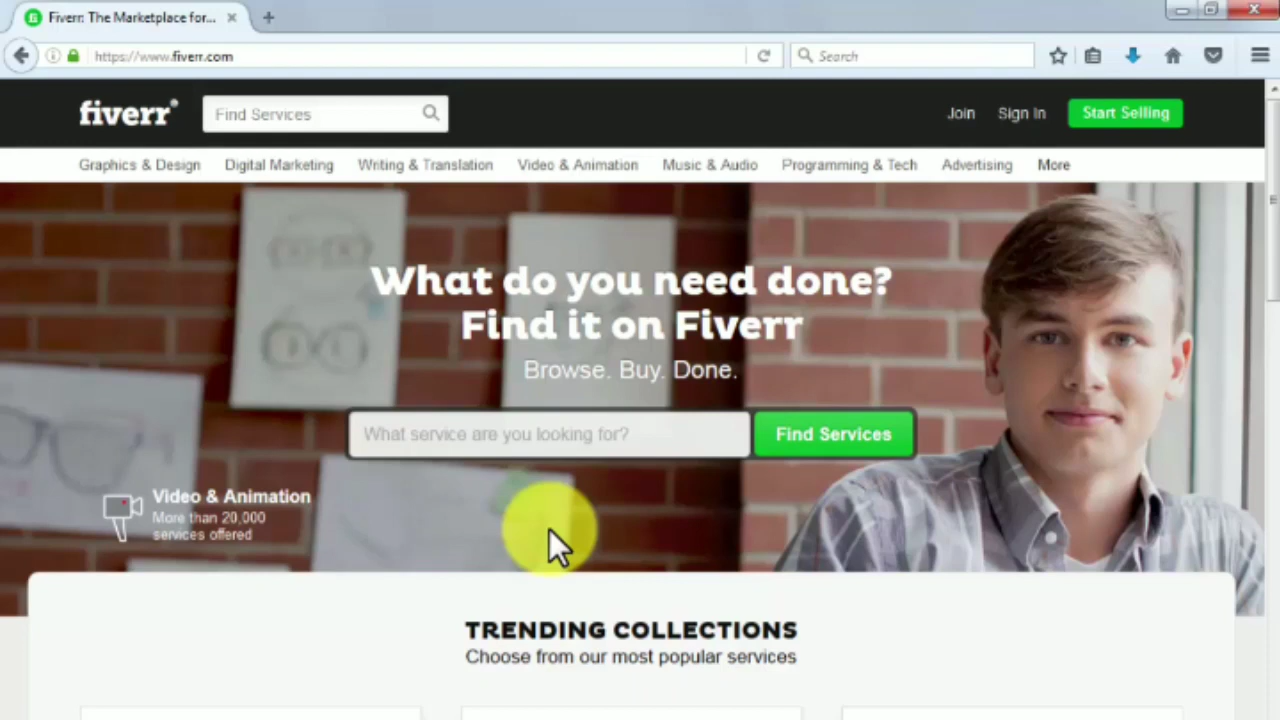 Fiverr: The Marketplace for...
https://www.fiverr.com
Search
fiverr®
Find Services
Join
Sign In
Start Selling
Graphics & Design
Digital Marketing
Writing & Translation
Video & Animation
Music & Audio
Programming & Tech
Advertising
More
What do you need done?
Find it on Fiverr
Browse. Buy. Done.
What service are you looking for?
Find Services
Video & Animation
More than 20,000
services offered
TRENDING COLLECTIONS
Choose from our most popular services